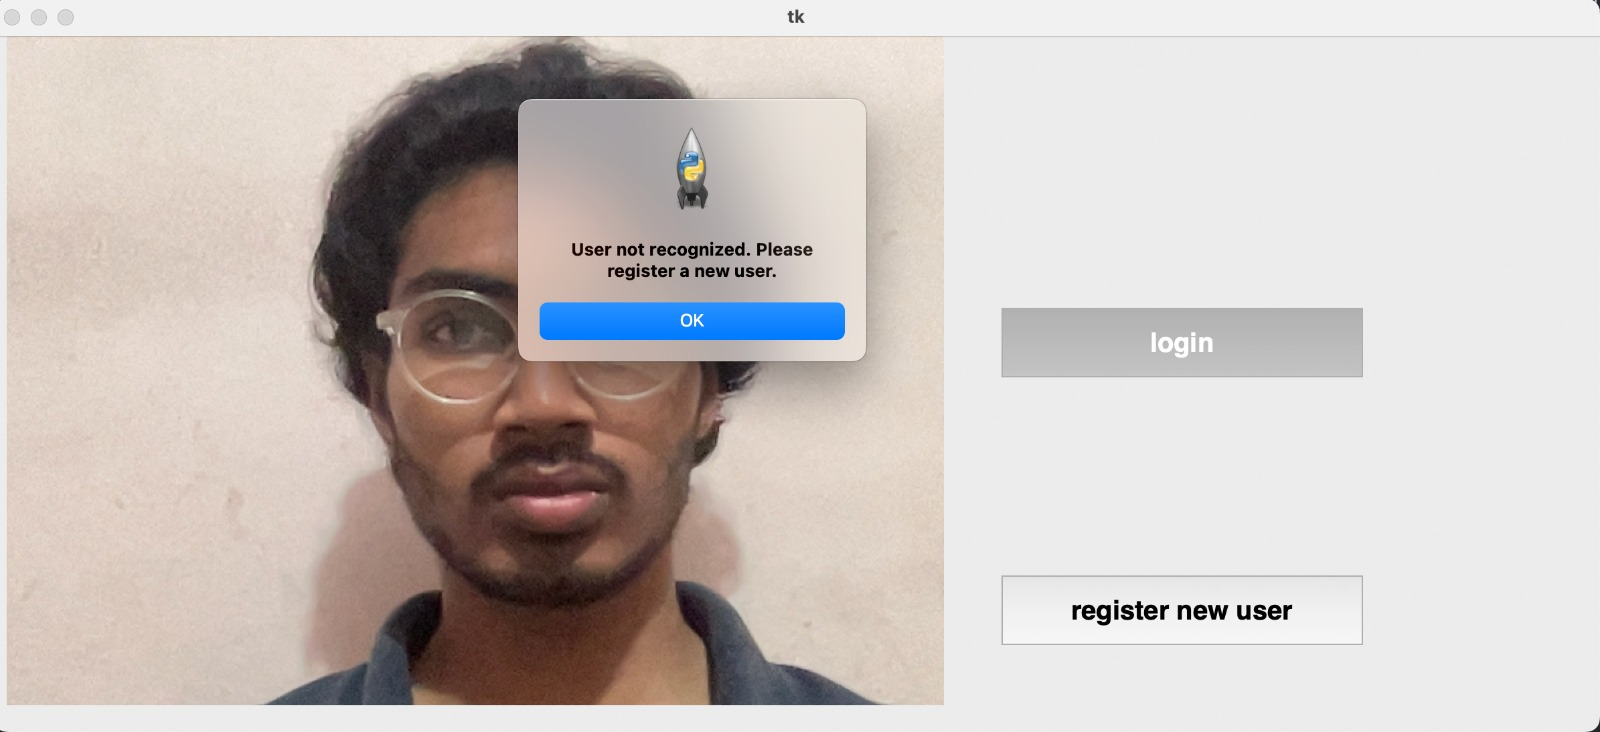 tk
User not recognized. Please
register a new user.
OK
login
register new user